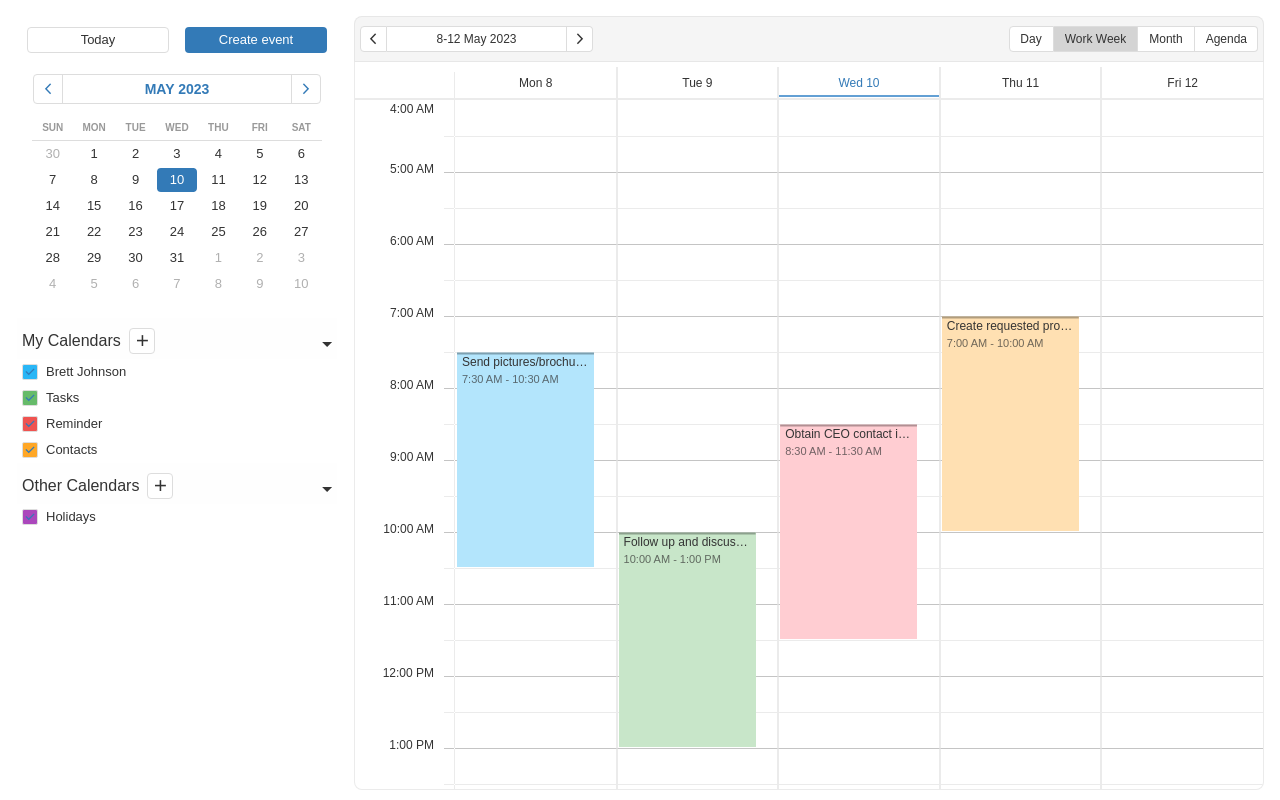 Today
Create event
MAY 2023
SUN MON TUE WED THU FRI SAT
30 1 2 3 4 5 6
7 8 9 10 11 12 13
14 15 16 17 18 19 20
21 22 23 24 25 26 27
28 29 30 31 1 2 3
4 5 6 7 8 9 10
My Calendars
Brett Johnson
Tasks
Reminder
Contacts
Other Calendars
Holidays
8-12 May 2023
Day Work Week Month Agenda
Mon 8 Tue 9 Wed 10 Thu 11 Fri 12
4:00 AM
5:00 AM
6:00 AM
7:00 AM
8:00 AM
9:00 AM
10:00 AM
11:00 AM
12:00 PM
1:00 PM
Send pictures/brochu…
7:30 AM - 10:30 AM
Follow up and discus…
10:00 AM - 1:00 PM
Obtain CEO contact i…
8:30 AM - 11:30 AM
Create requested pro…
7:00 AM - 10:00 AM